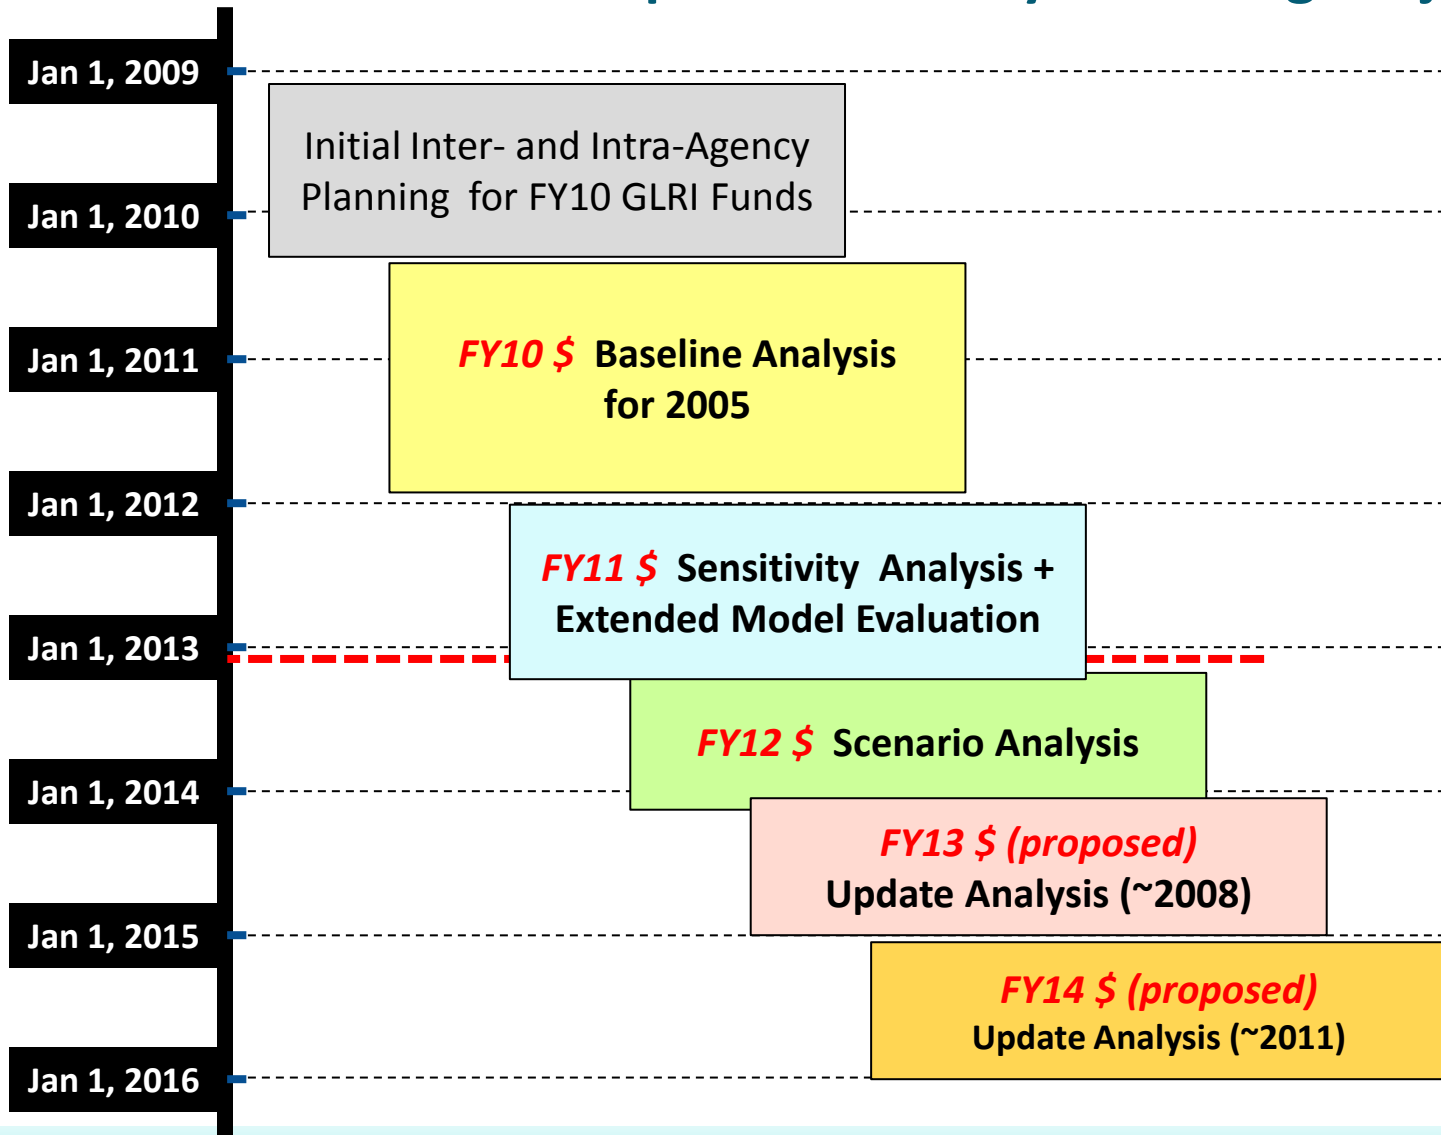 Jan 1, 2009
Initial Inter- and Intra-Agency
Planning for FY10 GLRI Funds
Jan 1, 2010
Jan 1, 2011
FY10 $ Baseline Analysis
for 2005
Jan 1, 2012
FY11 $ Sensitivity Analysis +
Extended Model Evaluation
Jan 1, 2013
FY12 $ Scenario Analysis
Jan 1, 2014
FY13 $ (proposed)
Update Analysis (~2008)
Jan 1, 2015
FY14 $ (proposed)
Update Analysis (~2011)
Jan 1, 2016